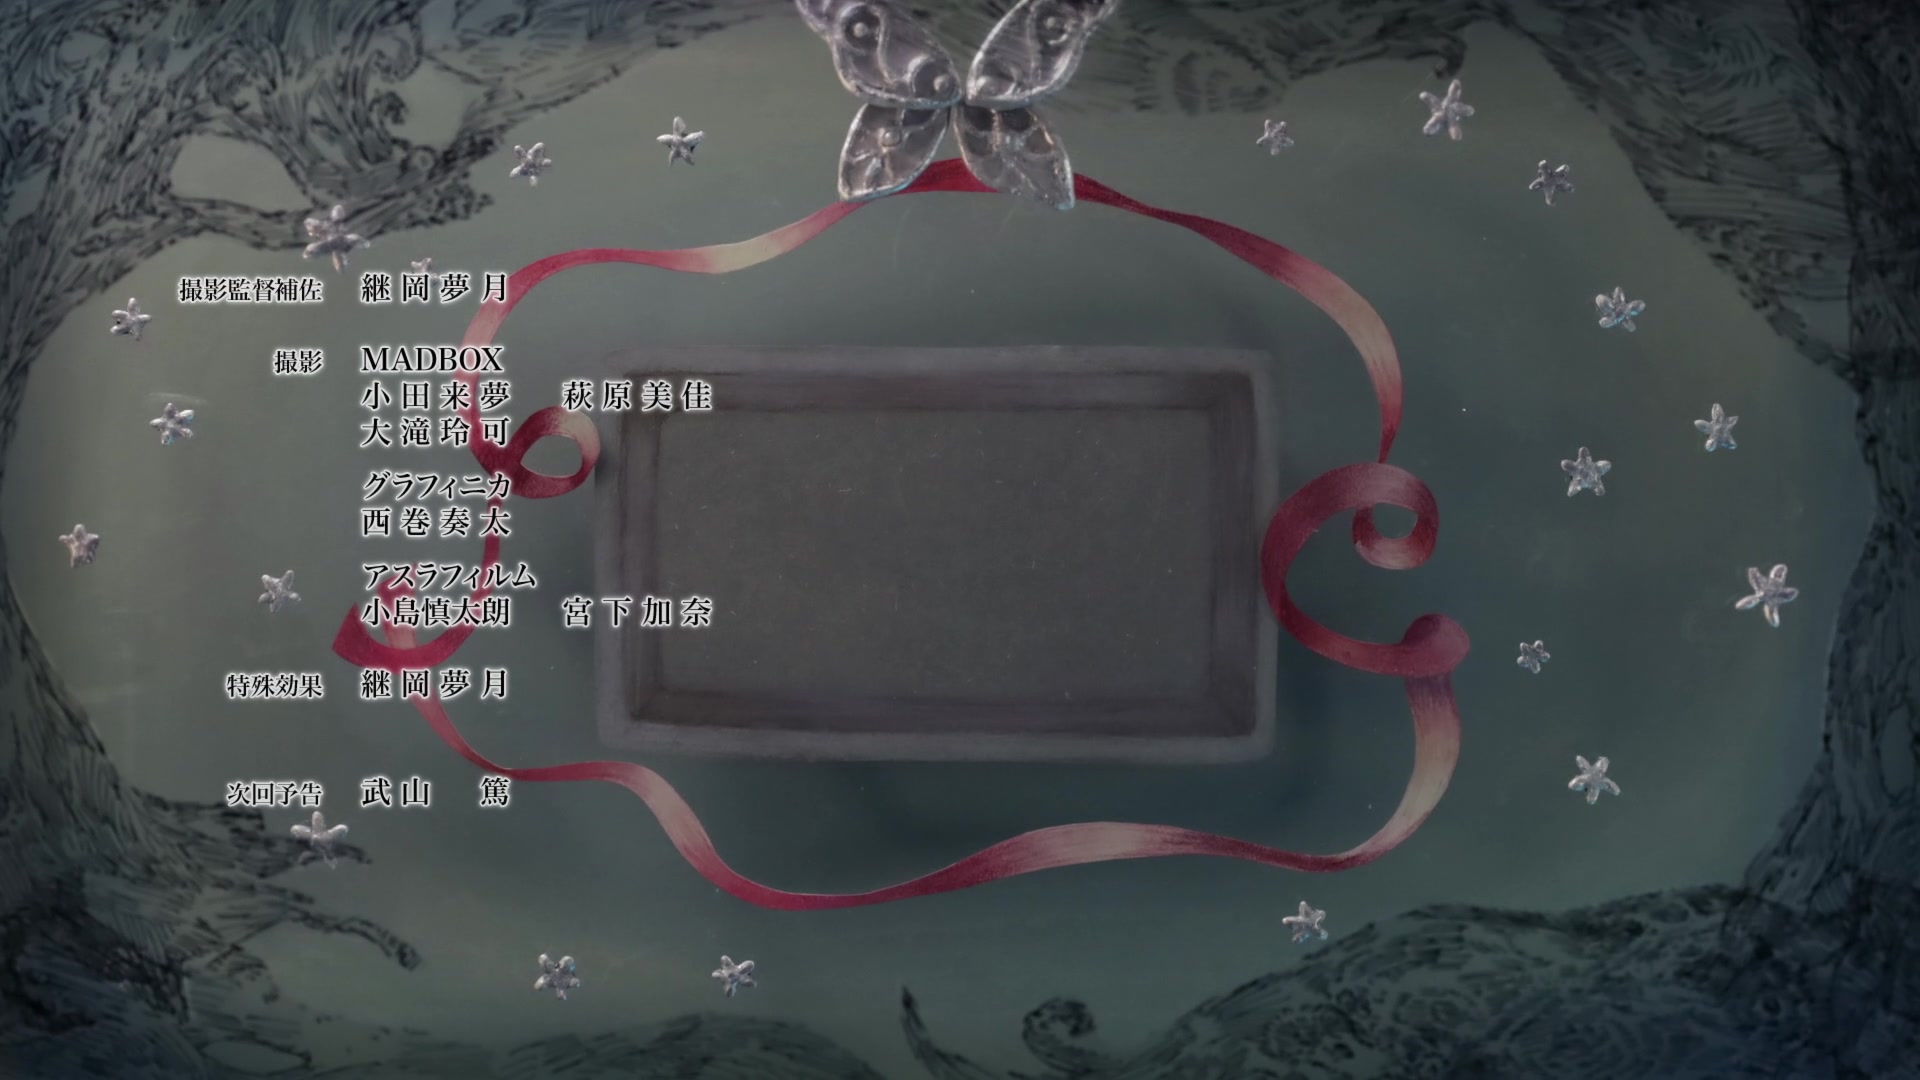 撮影監督補佐 継岡夢月
撮影 MADBOX
小田来夢 萩原美佳
大滝玲可
グラフィニカ
西巻奏太
アスラフィルム
小島慎太朗 宮下加奈
特殊効果 継岡夢月
次回予告 武山 篤